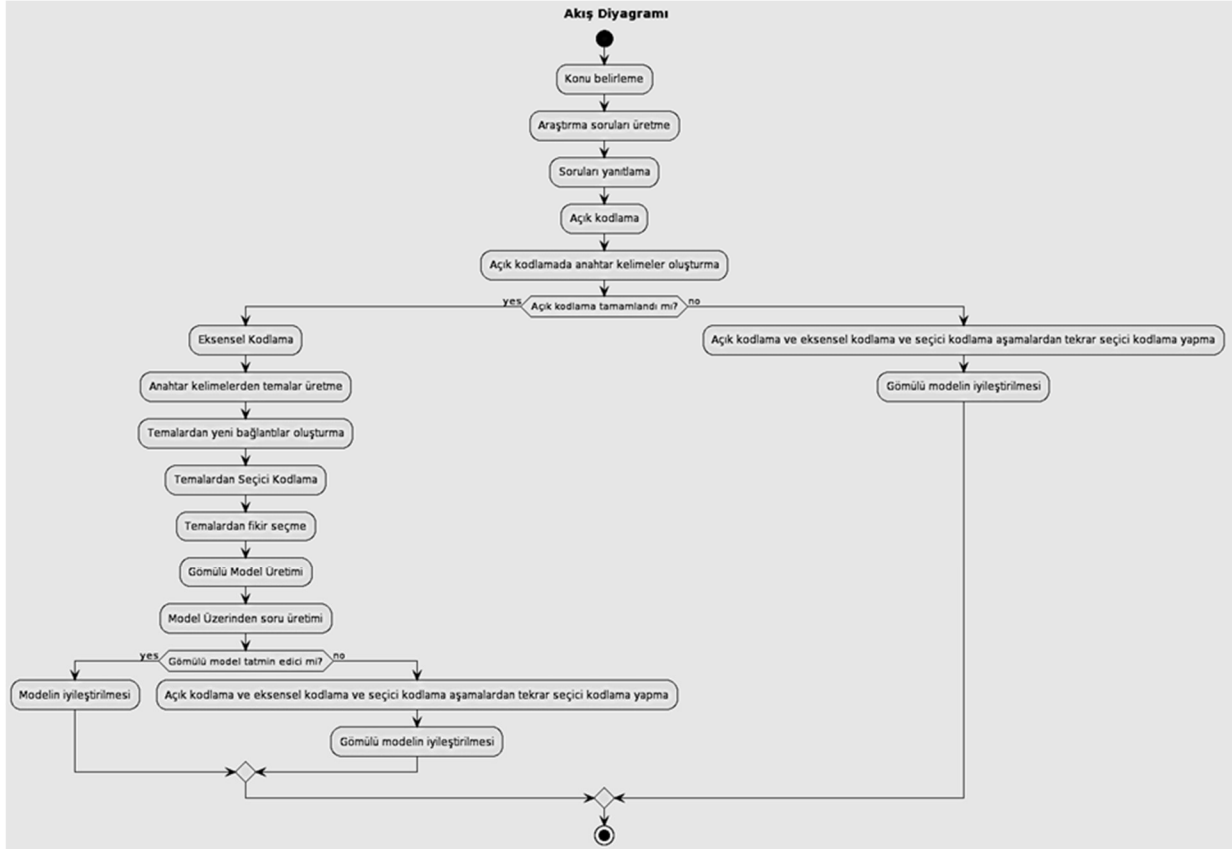 Akış Diyagramı
Konu belirleme
Araştırma soruları üretme
Soruları yanıtlama
Açık kodlama
Açık kodlamada anahtar kelimeler oluşturma
yes
Açık kodlama tamamlandı mı?
no
Eksensel Kodlama
Anahtar kelimelerden temalar üretme
Temalardan yeni bağlantılar oluşturma
Temalardan Seçici Kodlama
Temalardan fikir seçme
Gömülü Model Üretimi
Model Üzerinden soru üretimi
yes
Gömülü model tatmin edici mi?
no
Modelin iyileştirilmesi
Açık kodlama ve eksensel kodlama ve seçici kodlama aşamalardan tekrar seçici kodlama yapma
Gömülü modelin iyileştirilmesi
Açık kodlama ve eksensel kodlama ve seçici kodlama aşamalardan tekrar seçici kodlama yapma
Gömülü modelin iyileştirilmesi